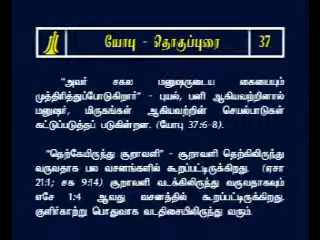 யோபு - தொகுப்புரை 37
"அவர் சகல மனுஷருடைய கையையும்
முத்திரித்துப்போடுகிறார்" - புயல், பனி ஆகியவற்றினால்
மனுஷர், மிருகங்கள் ஆகியவற்றின் செயல்பாடுகள்
கட்டுப்படுத்தப் படுகின்றன. (யோபு 37:6-8).
"தெற்கேயிருந்து சூறாவளி" - சூறாவளி தெற்கிலிருந்து
வருவதாக பல வசனங்களில் கூறப்பட்டிருக்கிறது. (ஏசா
21:1; சக 9:14) சூறாவளி வடக்கிலிருந்து வருவதாகவும்
எசே 1:4 ஆவது வசனத்தில் கூறப்பட்டிருக்கிறது.
குளிர்காற்று பொதுவாக வடதிசையிலிருந்து வரும்.